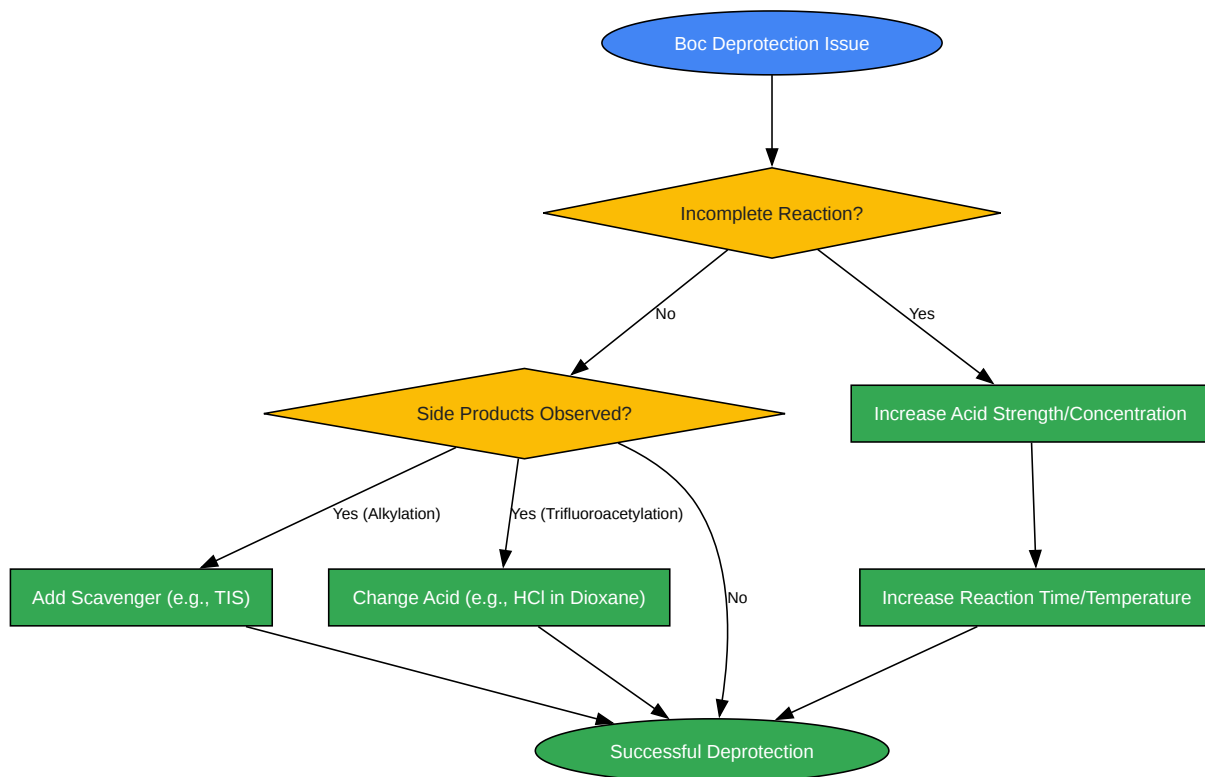 Boc Deprotection Issue
Incomplete Reaction?
No
Yes
Side Products Observed?
Increase Acid Strength/Concentration
Yes (Alkylation)
Yes (Trifluoroacetylation)
Add Scavenger (e.g., TIS)
Change Acid (e.g., HCl in Dioxane)
No
Increase Reaction Time/Temperature
Successful Deprotection